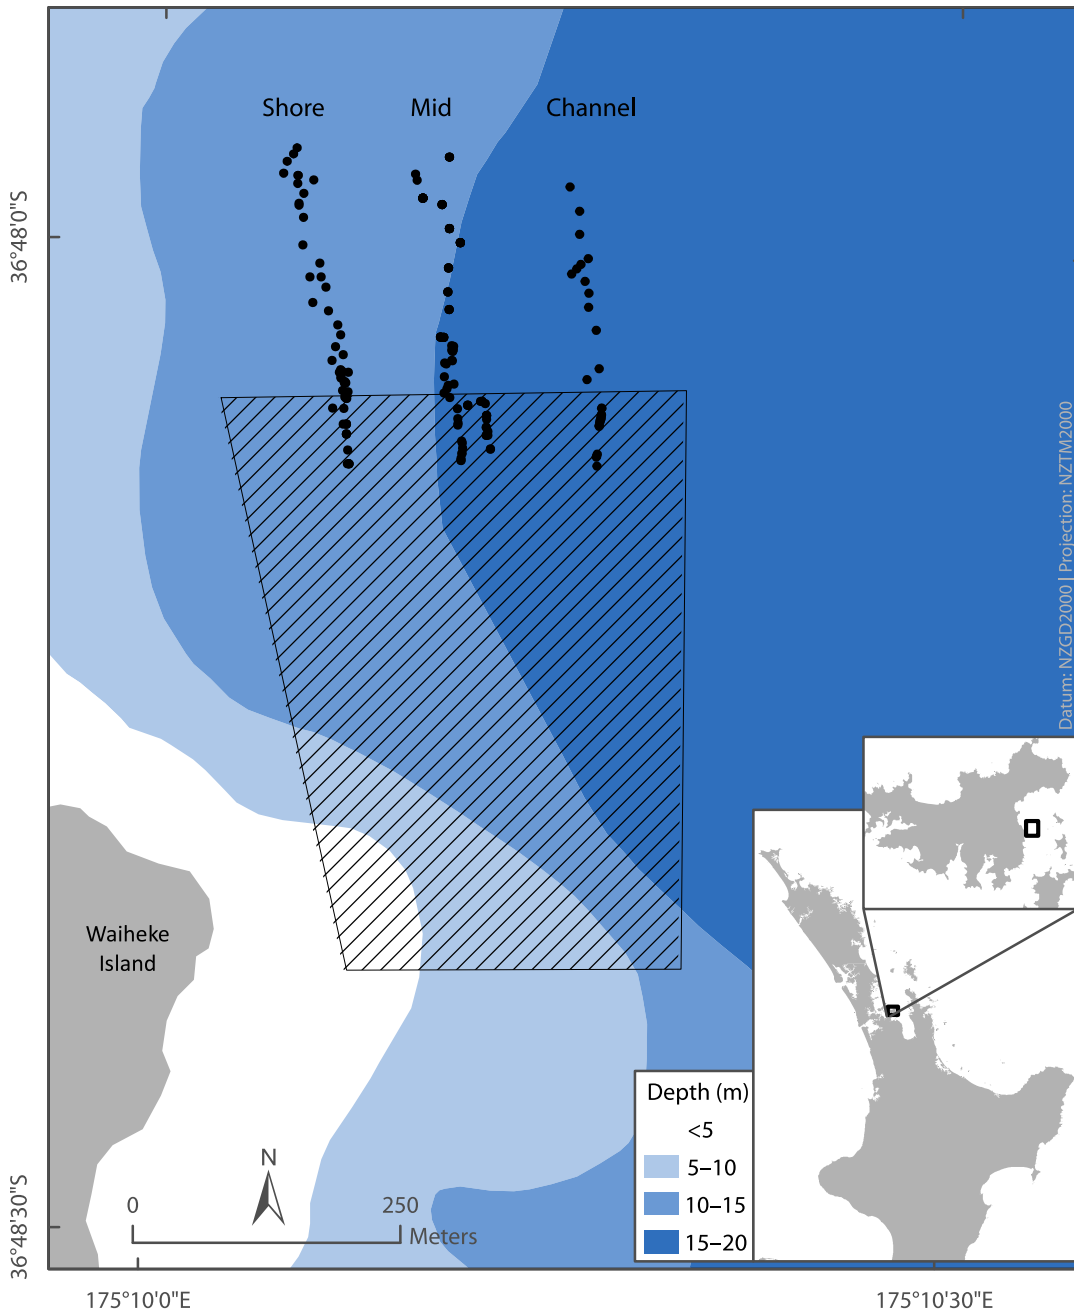 Shore Mid Channel
36°48'0"S
Datum: NZGD2000 | Projection: NZTM2000
Waiheke
Island
Depth (m)
<5
5–10
10–15
15–20
N
0 250
Meters
36°48'30"S
175°10'0"E 175°10'30"E